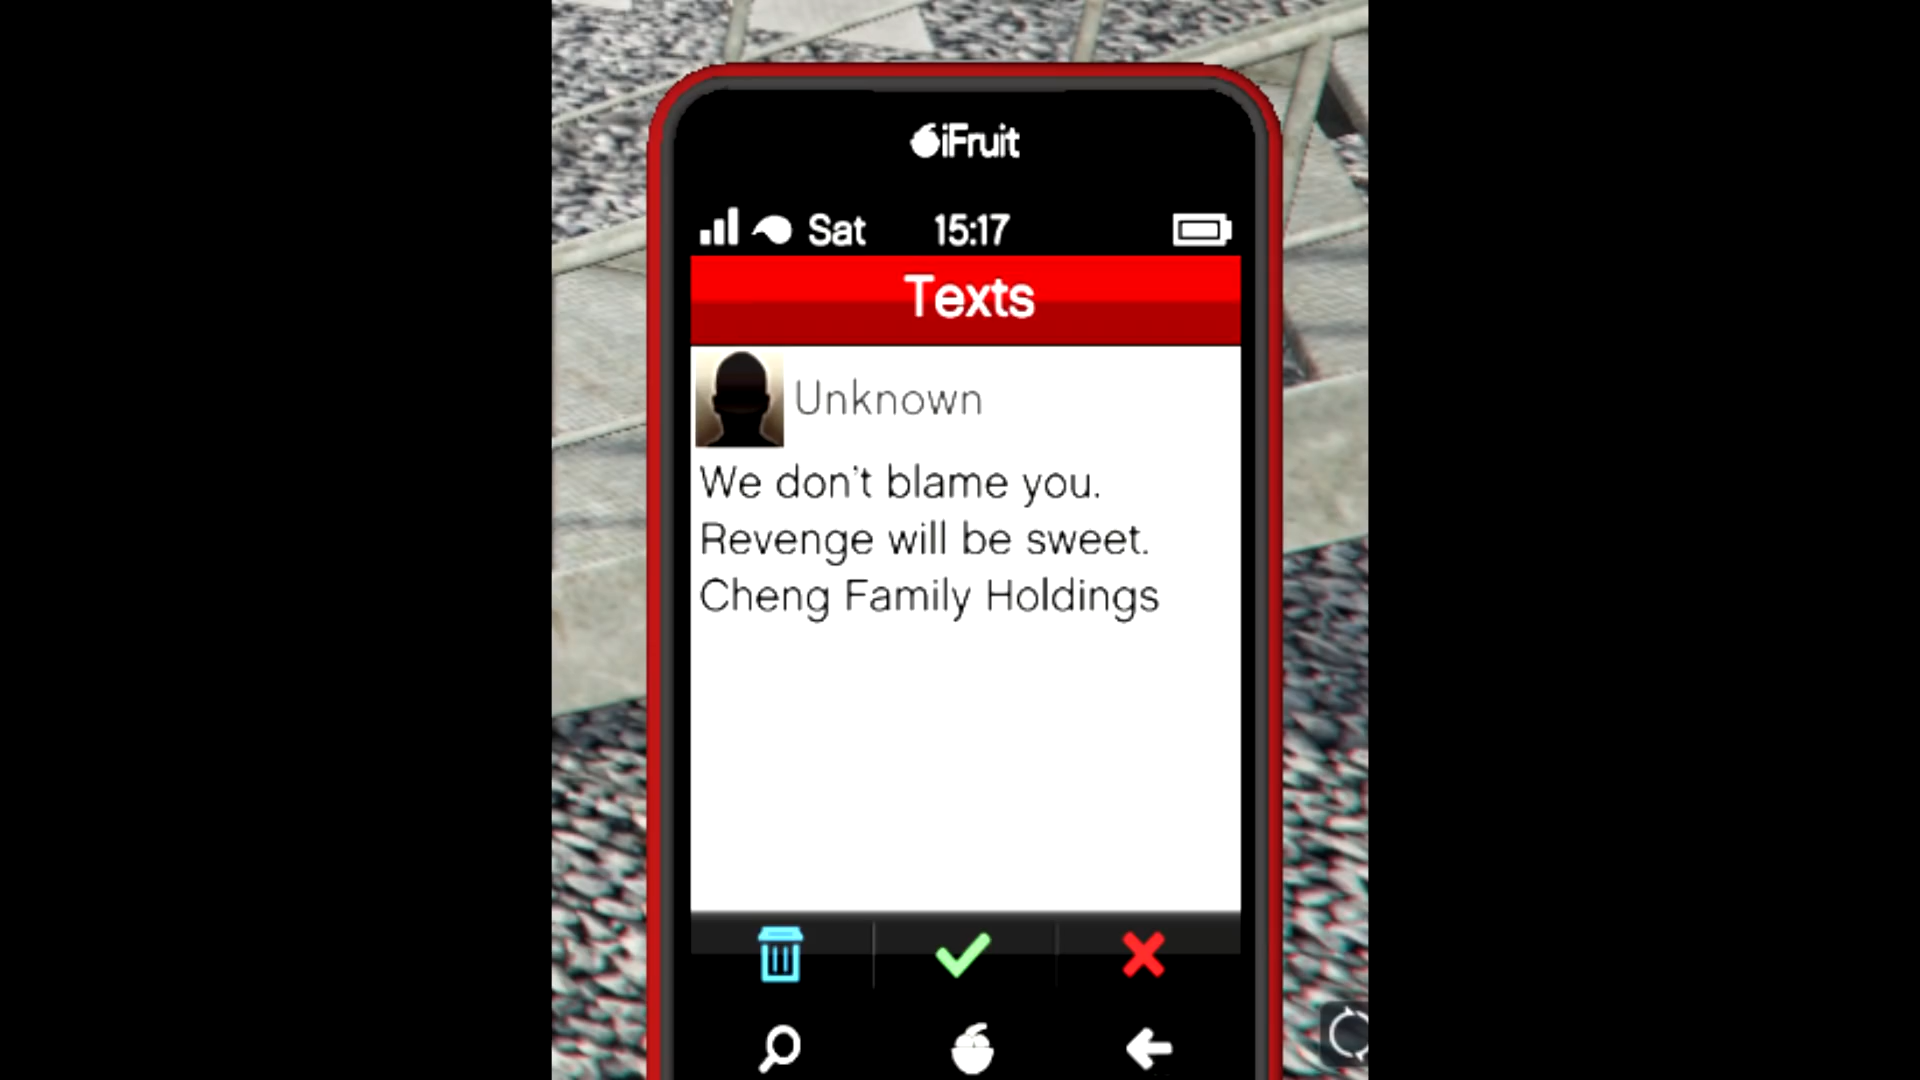 iFruit
Sat 15:17
Texts
Unknown
We don't blame you.
Revenge will be sweet.
Cheng Family Holdings